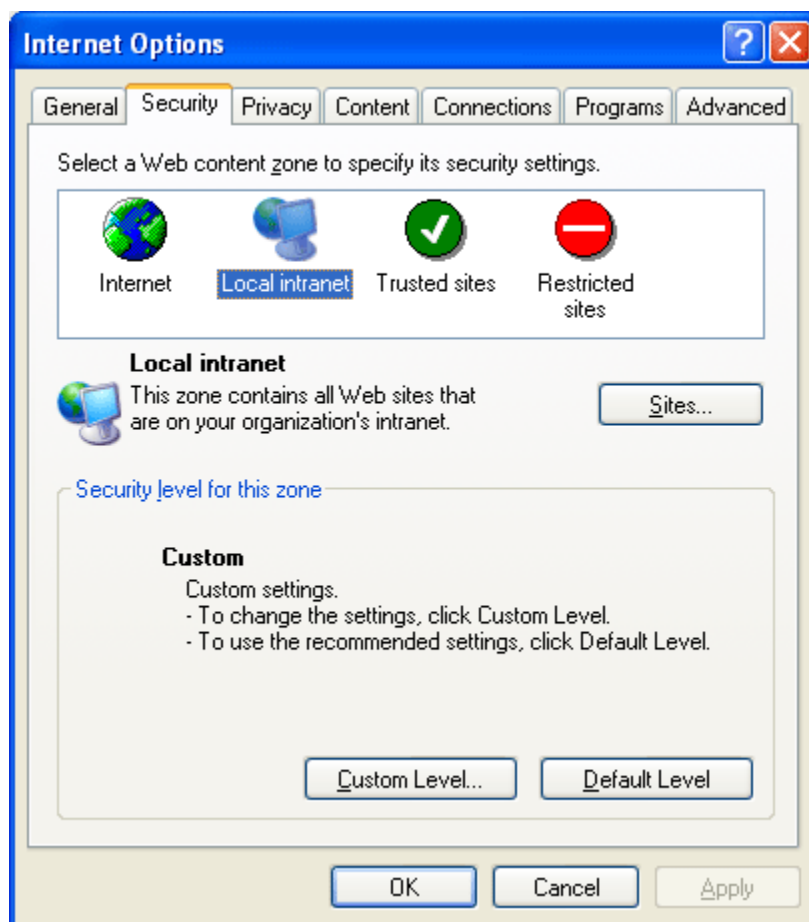 Internet Options
General Security Privacy Content Connections Programs Advanced
Select a Web content zone to specify its security settings.
Internet Local intranet Trusted sites Restricted sites
Local intranet
This zone contains all Web sites that
are on your organization's intranet.
Sites...
Security level for this zone
Custom
Custom settings.
- To change the settings, click Custom Level.
- To use the recommended settings, click Default Level.
Custom Level... Default Level
OK Cancel Apply